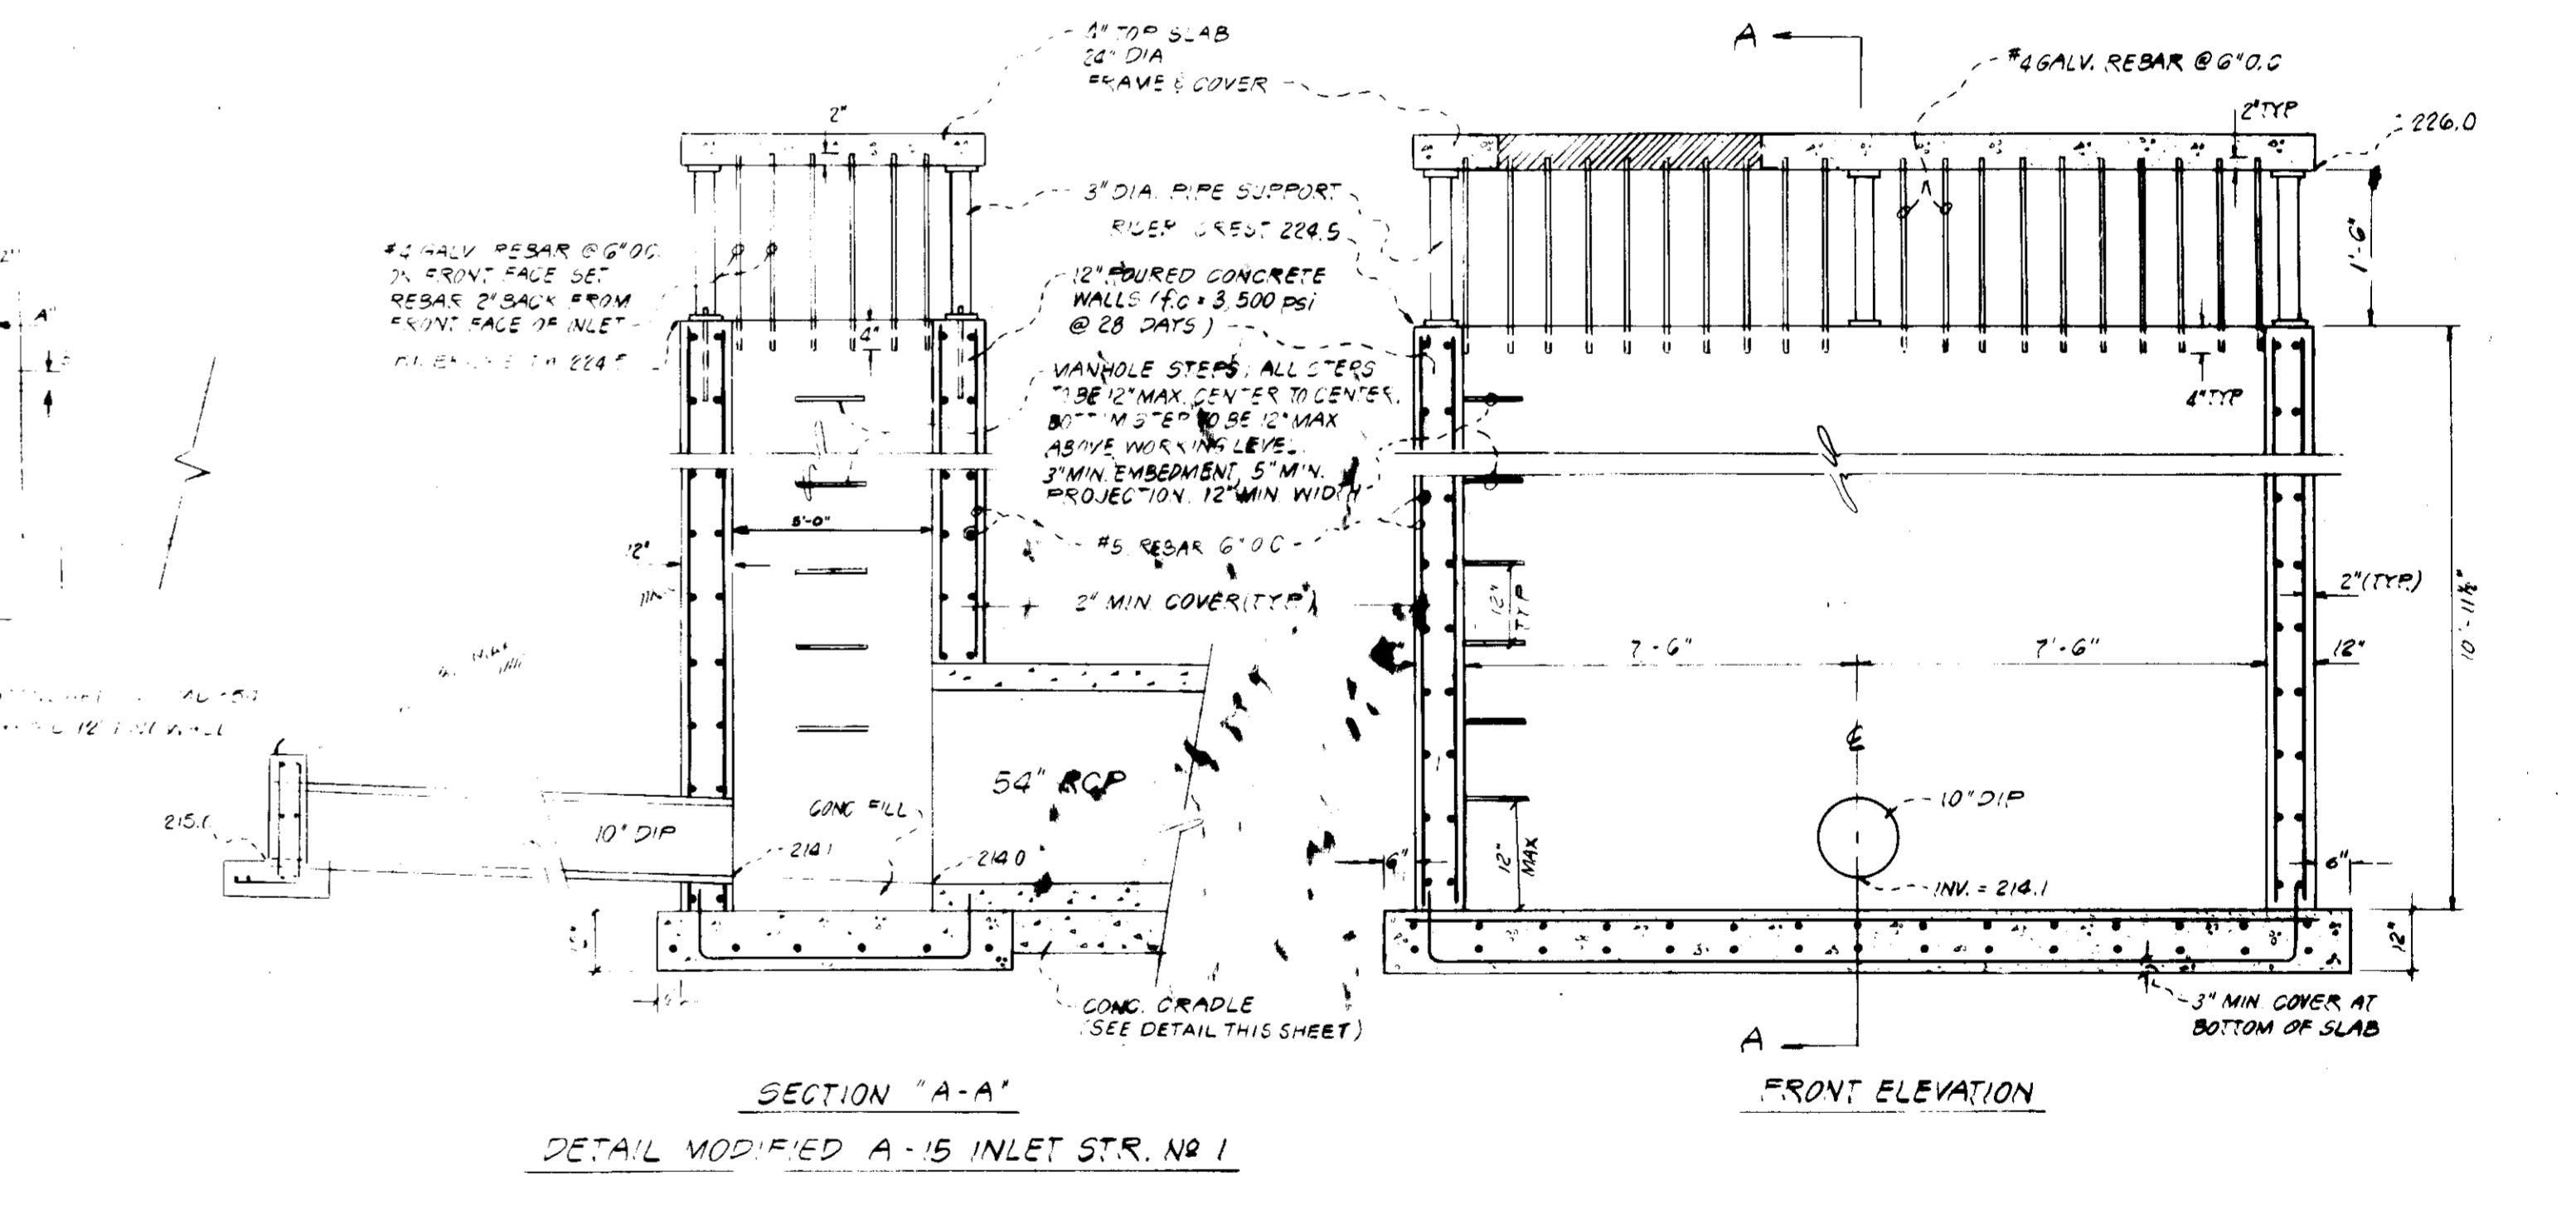 4" TOP SLAB
24" DIA
FRAME & COVER
A
#4 GALV. REBAR @ 6" O.C
2" TYP
226.0
2"
3" DIA. PIPE SUPPORT
RISER CREST 224.5
1'-6"
#4 GALV REBAR @ 6" O.C.
ON FRONT FACE SET
REBAR 2" BACK FROM
FRONT FACE OF INLET
224.5
12" POURED CONCRETE
WALLS (f.c = 3,500 psi
@ 28 DAYS)
4"
4" TYP
MANHOLE STEPS; ALL STEPS
TO BE 12" MAX. CENTER TO CENTER.
BOTTOM STEP TO BE 12" MAX
ABOVE WORKING LEVEL.
3" MIN. EMBEDMENT, 5" MIN.
PROJECTION. 12" MIN. WIDTH
2"
A"
5'-0"
12"
#5 REBAR 6" O C
2" MIN. COVER (TYP.)
12"
TYP
2" (TYP.)
7-6"
7'-6"
12"
10'-11½"
54" RCP
CONC FILL
10" DIP
214.1
214.0
12"
MAX
10" DIP
INV. = 214.1
6"
6"
12"
CONC. CRADLE
(SEE DETAIL THIS SHEET)
3" MIN. COVER AT
BOTTOM OF SLAB
A
SECTION "A-A"
FRONT ELEVATION
DETAIL MODIFIED A-15 INLET STR. Nº 1